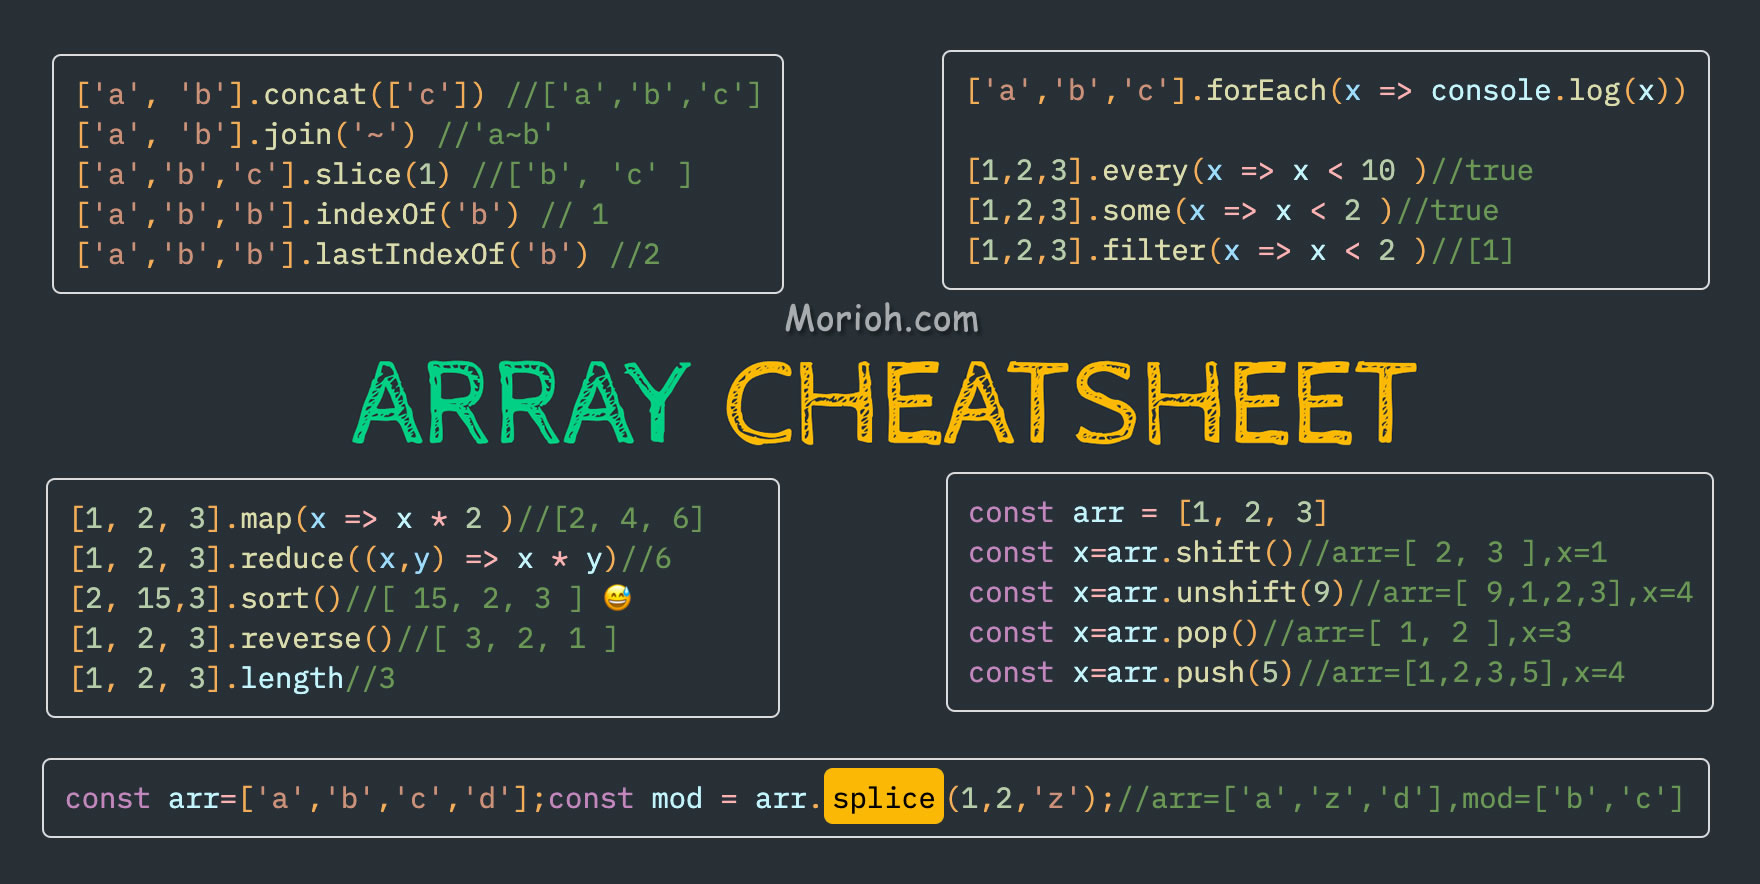 ['a', 'b'].concat(['c']) //['a','b','c']
['a', 'b'].join('~') //'a~b'
['a','b','c'].slice(1) //['b', 'c' ]
['a','b','b'].indexOf('b') // 1
['a','b','b'].lastIndexOf('b') //2
['a','b','c'].forEach(x => console.log(x))
[1,2,3].every(x => x < 10 )//true
[1,2,3].some(x => x < 2 )//true
[1,2,3].filter(x => x < 2 )//[1]
Morioh.com
ARRAY CHEATSHEET
[1, 2, 3].map(x => x * 2 )//[2, 4, 6]
[1, 2, 3].reduce((x,y) => x * y)//6
[2, 15,3].sort()//[ 15, 2, 3 ] 😅
[1, 2, 3].reverse()//[ 3, 2, 1 ]
[1, 2, 3].length//3
const arr = [1, 2, 3]
const x=arr.shift()//arr=[ 2, 3 ],x=1
const x=arr.unshift(9)//arr=[ 9,1,2,3],x=4
const x=arr.pop()//arr=[ 1, 2 ],x=3
const x=arr.push(5)//arr=[1,2,3,5],x=4
const arr=['a','b','c','d'];const mod = arr.splice(1,2,'z');//arr=['a','z','d'],mod=['b','c']